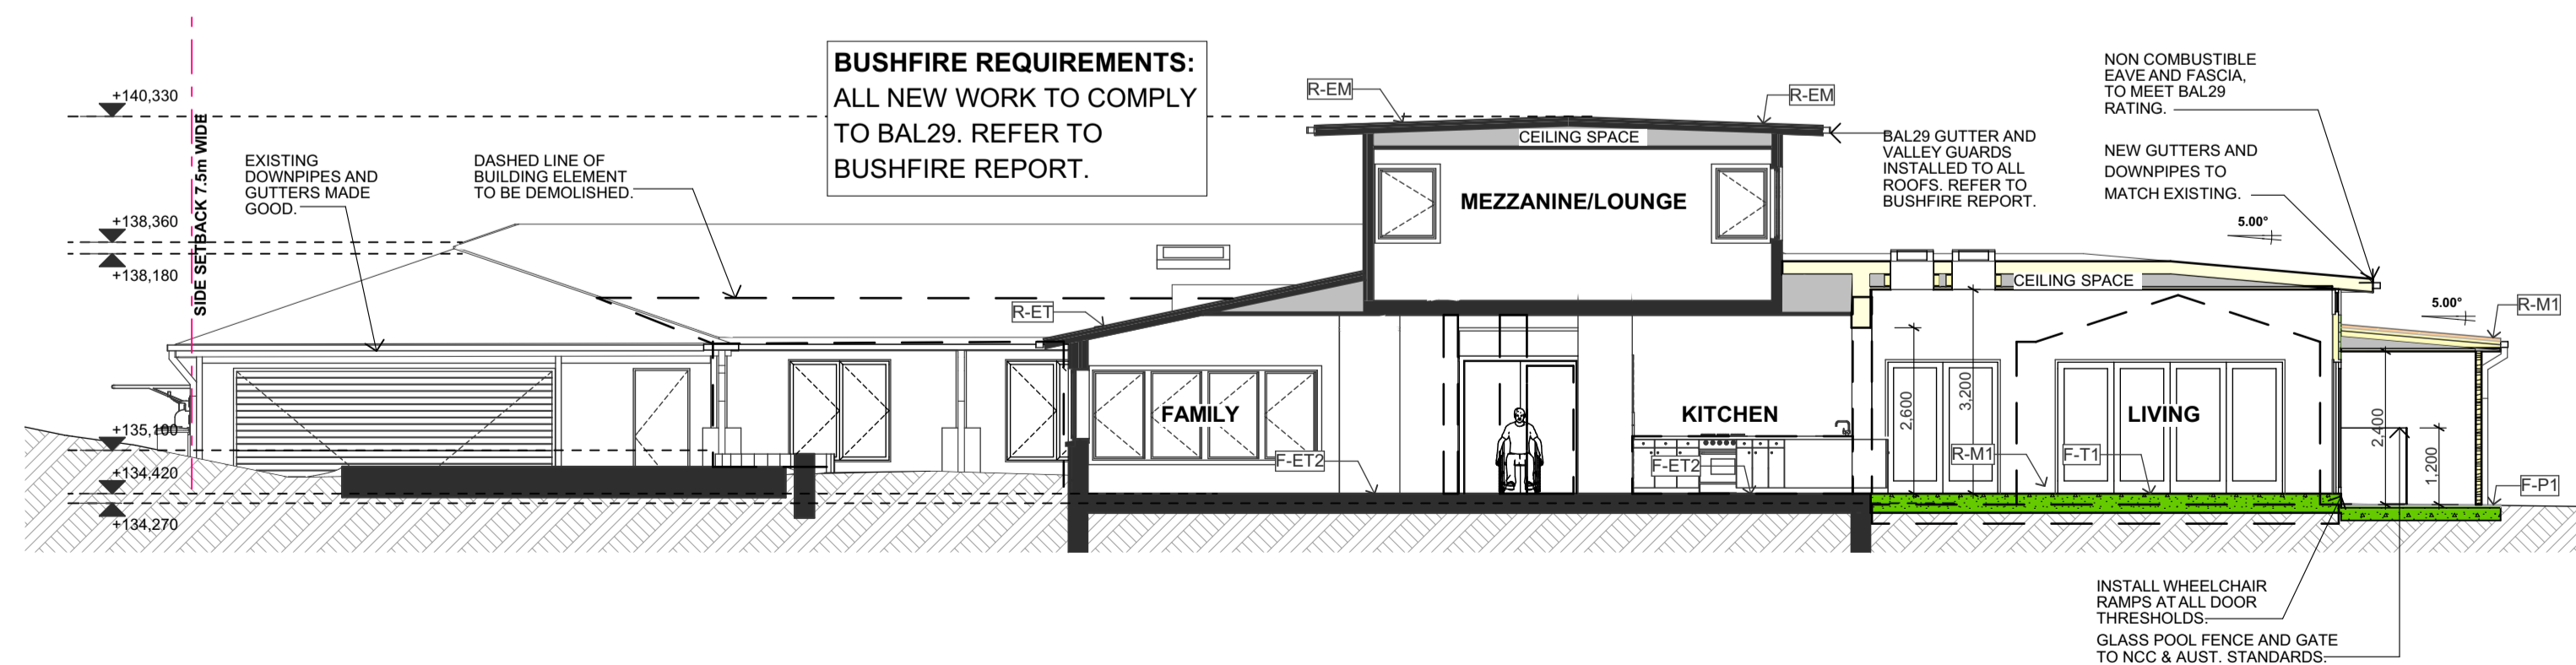 +140,330
+138,360
+138,180
+135,100
+134,420
+134,270
SIDE SETBACK 7.5m WIDE
EXISTING
DOWNPIPES AND
GUTTERS MADE
GOOD.
DASHED LINE OF
BUILDING ELEMENT
TO BE DEMOLISHED.
BUSHFIRE REQUIREMENTS:
ALL NEW WORK TO COMPLY
TO BAL29. REFER TO
BUSHFIRE REPORT.
R-EM
R-EM
CEILING SPACE
MEZZANINE/LOUNGE
BAL29 GUTTER AND
VALLEY GUARDS
INSTALLED TO ALL
ROOFS. REFER TO
BUSHFIRE REPORT.
NON COMBUSTIBLE
EAVE AND FASCIA,
TO MEET BAL29
RATING.
NEW GUTTERS AND
DOWNPIPES TO
MATCH EXISTING.
5.00°
CEILING SPACE
5.00°
R-M1
R-ET
FAMILY
F-ET2
KITCHEN
F-ET2
2,600
3,200
LIVING
R-M1
F-T1
2,400
1,200
F-P1
INSTALL WHEELCHAIR
RAMPS AT ALL DOOR
THRESHOLDS.
GLASS POOL FENCE AND GATE
TO NCC & AUST. STANDARDS.